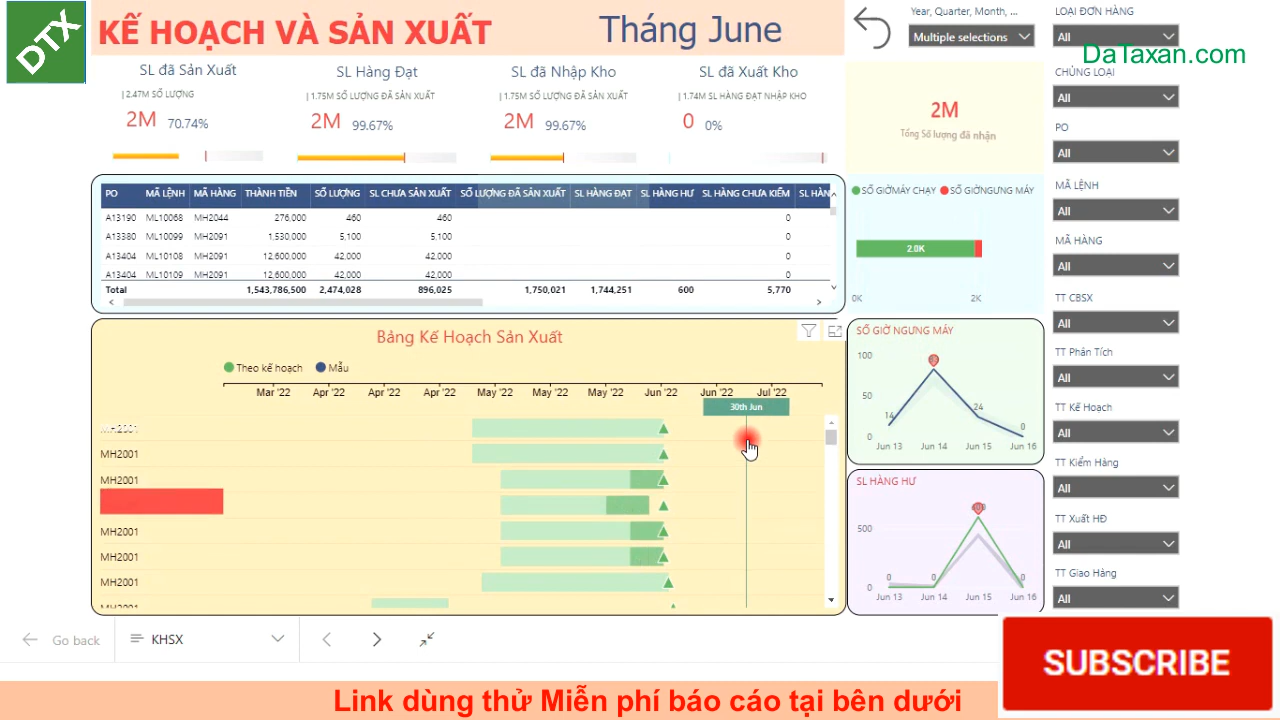 DTX
KẾ HOẠCH VÀ SẢN XUẤT
Tháng June
Year, Quarter, Month, ...
Multiple selections
LOẠI ĐƠN HÀNG
All
DaTaxan.com
SL đã Sản Xuất
| 2.47M SỐ LƯỢNG
2M 70.74%
SL Hàng Đạt
| 1.75M SỐ LƯỢNG ĐÃ SẢN XUẤT
2M 99.67%
SL đã Nhập Kho
| 1.75M SỐ LƯỢNG ĐÃ SẢN XUẤT
2M 99.67%
SL đã Xuất Kho
| 1.74M SL HÀNG ĐẠT NHẬP KHO
0 0%
2M
Tổng Số lượng đã nhận
CHỦNG LOẠI
All
PO
All
MÃ LỆNH
All
MÃ HÀNG
All
TT CBSX
All
TT Phân Tích
All
TT Kế Hoạch
All
TT Kiểm Hàng
All
TT Xuất HĐ
All
TT Giao Hàng
All
PO MÃ LỆNH MÃ HÀNG THÀNH TIỀN SỐ LƯỢNG SL CHƯA SẢN XUẤT SỐ LƯỢNG ĐÃ SẢN XUẤT SL HÀNG ĐẠT SL HÀNG HƯ SL HÀNG CHƯA KIỂM SL HÀN
A13190 ML10068 MH2044 276,000 460 460 0
A13380 ML10099 MH2091 1,530,000 5,100 5,100 0
A13404 ML10108 MH2091 12,600,000 42,000 42,000 0
A13404 ML10109 MH2091 12,600,000 42,000 42,000 0
Total 1,543,786,500 2,474,028 896,025 1,750,021 1,744,251 600 5,770
SỐ GIỜ MÁY CHẠY SỐ GIỜ NGƯNG MÁY
2.0K
0K 2K
Bảng Kế Hoạch Sản Xuất
Theo kế hoạch Mẫu
Mar '22 Apr '22 Apr '22 Apr '22 May '22 May '22 May '22 Jun '22 Jun '22 Jul '22
30th Jun
MH2001
MH2001
MH2001
MH2001
MH2001
MH2001
MH2001
SỐ GIỜ NGƯNG MÁY
100
50
0
14
24
0
Jun 13 Jun 14 Jun 15 Jun 16
SL HÀNG HƯ
500
0
0
0
0
Jun 13 Jun 14 Jun 15 Jun 16
Go back
KHSX
SUBSCRIBE
Link dùng thử Miễn phí báo cáo tại bên dưới